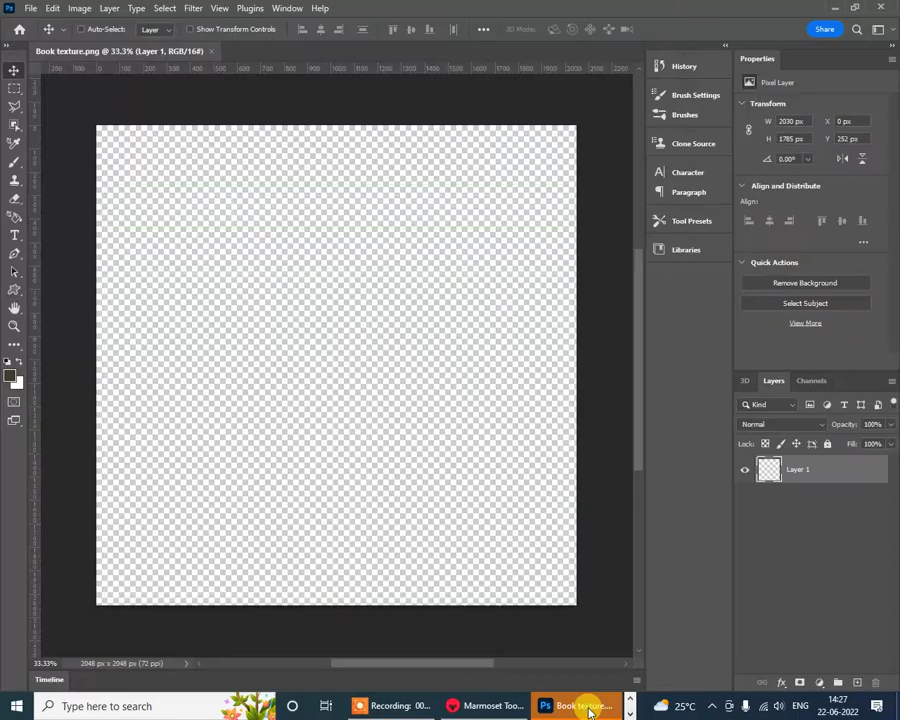 Ps File Edit Image Layer Type Select Filter View Plugins Window Help
Auto-Select: Layer Show Transform Controls 3D Mode: Share
Book texture.png @ 33.3% (Layer 1, RGB/16#)
History
Brush Settings
Brushes
Clone Source
Character
Paragraph
Tool Presets
Libraries
Properties
Pixel Layer
Transform
W 2030 px X 0 px
H 1785 px Y 252 px
0.00°
Align and Distribute
Align:
Quick Actions
Remove Background
Select Subject
View More
3D Layers Channels
Kind
Normal Opacity: 100%
Lock: Fill: 100%
Layer 1
33.33% 2048 px x 2048 px (72 ppi)
Timeline
Type here to search
Recording: 00...
Marmoset Too...
Ps Book texture....
25°C
14:27
22-06-2022